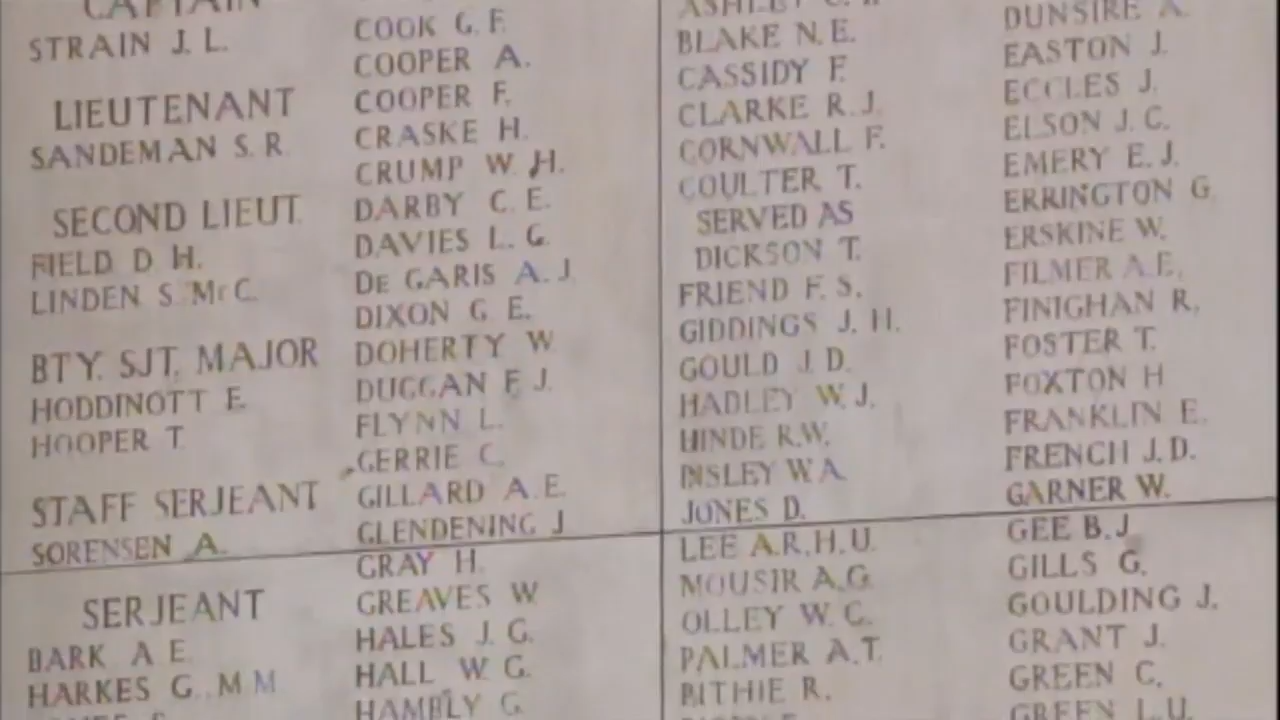 CAPTAIN
STRAIN J. L.
LIEUTENANT
SANDEMAN S. R.
SECOND LIEUT.
FIELD D. H.
LINDEN S. McC.
BTY. SJT. MAJOR
HODDINOTT E.
HOOPER T.
STAFF SERJEANT
SORENSEN A.
SERJEANT
BARK A. E.
HARKES G., M M
COOK G. F.
COOPER A.
COOPER F.
CRASKE H.
CRUMP W. H.
DARBY C. E.
DAVIES L. G.
De GARIS A. J.
DIXON G. E.
DOHERTY W.
DUGGAN F. J.
FLYNN L.
GERRIE C.
GILLARD A. E.
GLENDENING J.
GRAY H.
GREAVES W.
HALES J. G.
HALL W. G.
HAMBLY G.
ASHLEY
BLAKE N. E.
CASSIDY F.
CLARKE R. J.
CORNWALL F.
COULTER T.
SERVED AS
DICKSON T.
FRIEND F. S.
GIDDINGS J. H.
GOULD J. D.
HADLEY W. J.
HINDE R. W.
INSLEY W. A.
JONES D.
LEE A. R. H. U.
MOUSIR A. G.
OLLEY W. C.
PALMER A. T.
PITHIE R.
DUNSIRE A.
EASTON J.
ECCLES J.
ELSON J. C.
EMERY E. J.
ERRINGTON G.
ERSKINE W.
FILMER A. E.
FINIGHAN R.
FOSTER T.
FOXTON H
FRANKLIN E.
FRENCH J. D.
GARNER W.
GEE B. J.
GILLS G.
GOULDING J.
GRANT J.
GREEN C.
GREEN L. U.